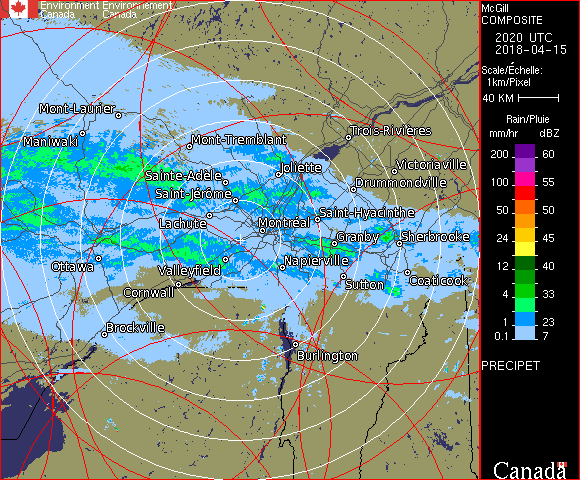 Environment Environnement
Canada Canada
McGill
COMPOSITE
2020 UTC
2018-04-15
Scale/Échelle:
1km/Pixel
40 KM
Rain/Pluie
mm/hr dBZ
200 60
100 55
50 50
24 45
12 40
4 33
2 23
0.1 7
PRECIPET
Canada
Mont-Laurier
Maniwaki
Mont-Tremblant
Trois-Rivières
Joliette
Victoriaville
Sainte-Adèle
Drummondville
Saint-Jérôme
Saint-Hyacinthe
Lachute
Montréal
Granby
Sherbrooke
Ottawa
Valleyfield
Napierville
Cornwall
Sutton
Coaticook
Brockville
Burlington